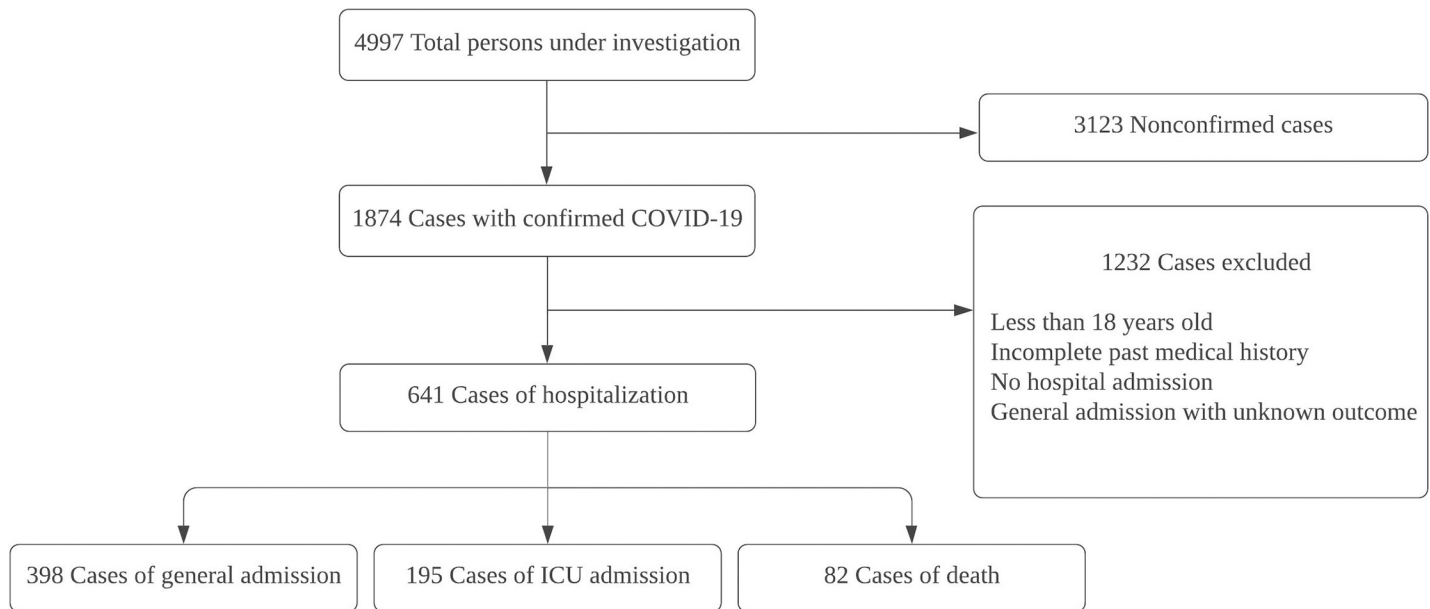 4997 Total persons under investigation
3123 Nonconfirmed cases
1874 Cases with confirmed COVID-19
1232 Cases excluded
Less than 18 years old
Incomplete past medical history
No hospital admission
General admission with unknown outcome
641 Cases of hospitalization
398 Cases of general admission
195 Cases of ICU admission
82 Cases of death